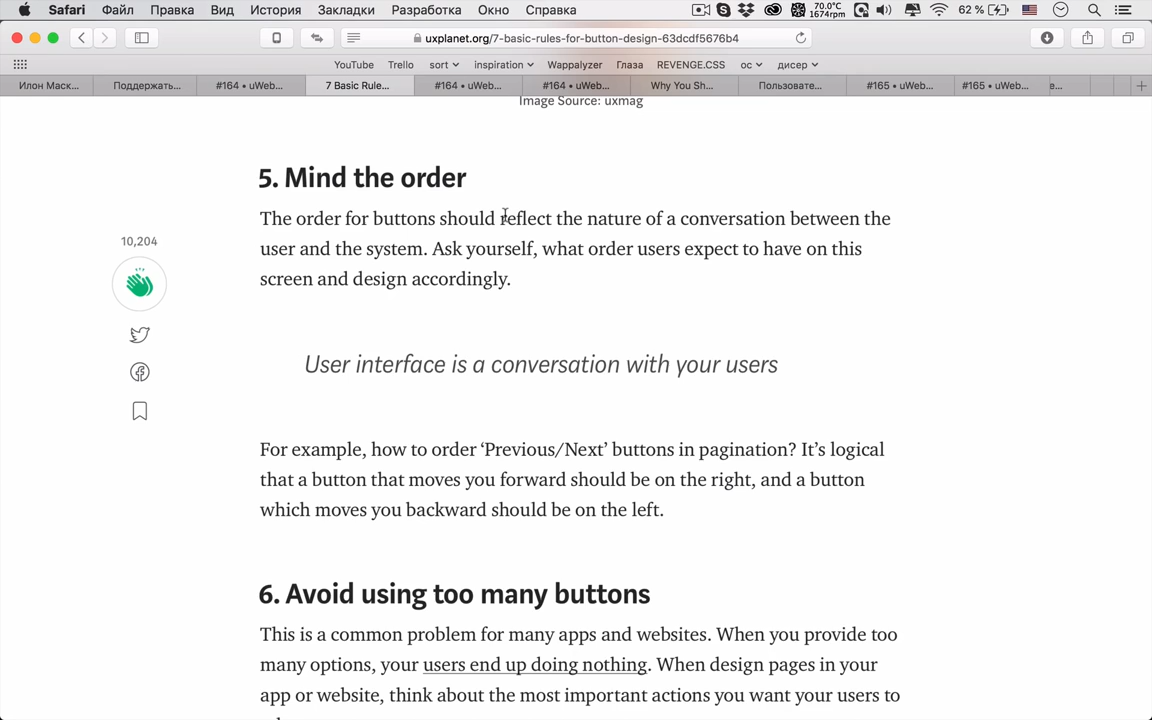 Safari Файл Правка Вид История Закладки Разработка Окно Справка 70.0°C 1674rpm 62 %
uxplanet.org/7-basic-rules-for-button-design-63dcdf5676b4
YouTube Trello sort inspiration Wappalyzer Глаза REVENGE.CSS ос дисер
Илон Маск... Поддержать... #164 • uWeb... 7 Basic Rule... #164 • uWeb... #164 • uWeb... Why You Sh... Пользовате... #165 • uWeb... #165 • uWeb...
Image Source: uxmag
5. Mind the order
The order for buttons should reflect the nature of a conversation between the
user and the system. Ask yourself, what order users expect to have on this
screen and design accordingly.
10,204
User interface is a conversation with your users
For example, how to order ‘Previous/Next’ buttons in pagination? It’s logical
that a button that moves you forward should be on the right, and a button
which moves you backward should be on the left.
6. Avoid using too many buttons
This is a common problem for many apps and websites. When you provide too
many options, your users end up doing nothing. When design pages in your
app or website, think about the most important actions you want your users to